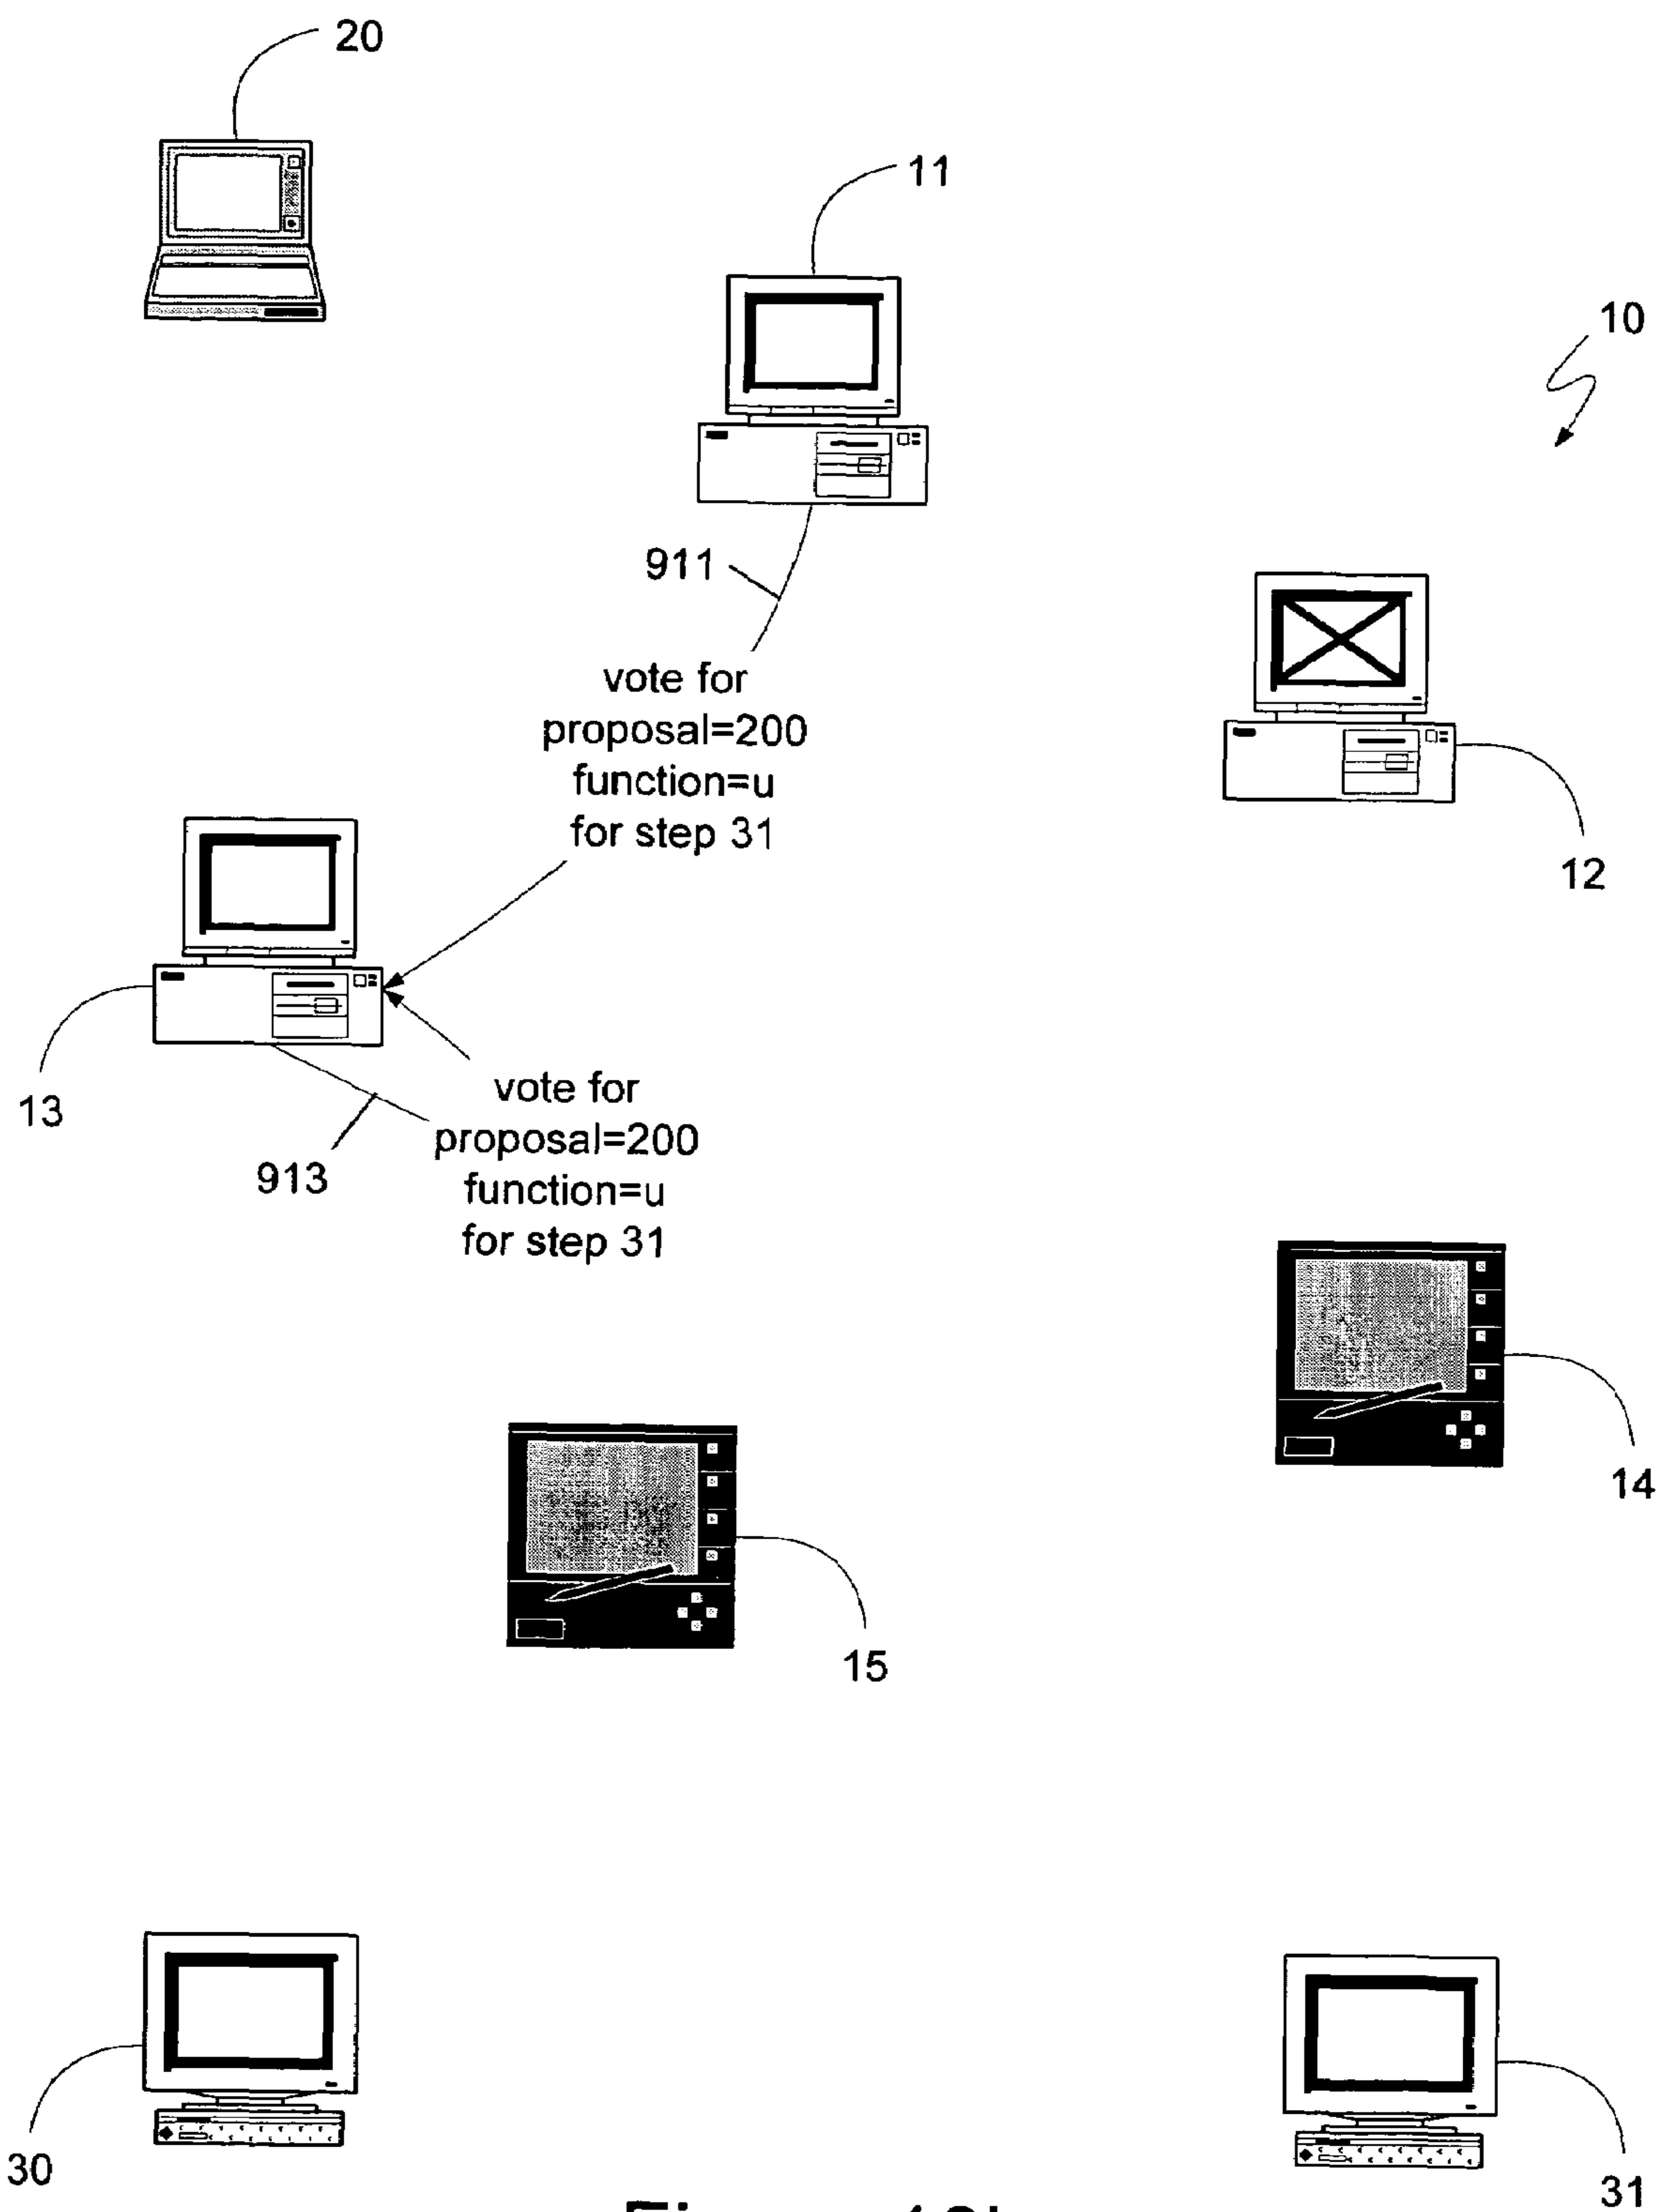 20
11
10
911
vote for
proposal=200
function=u
for step 31
12
13
vote for
proposal=200
function=u
for step 31
913
14
15
30
31